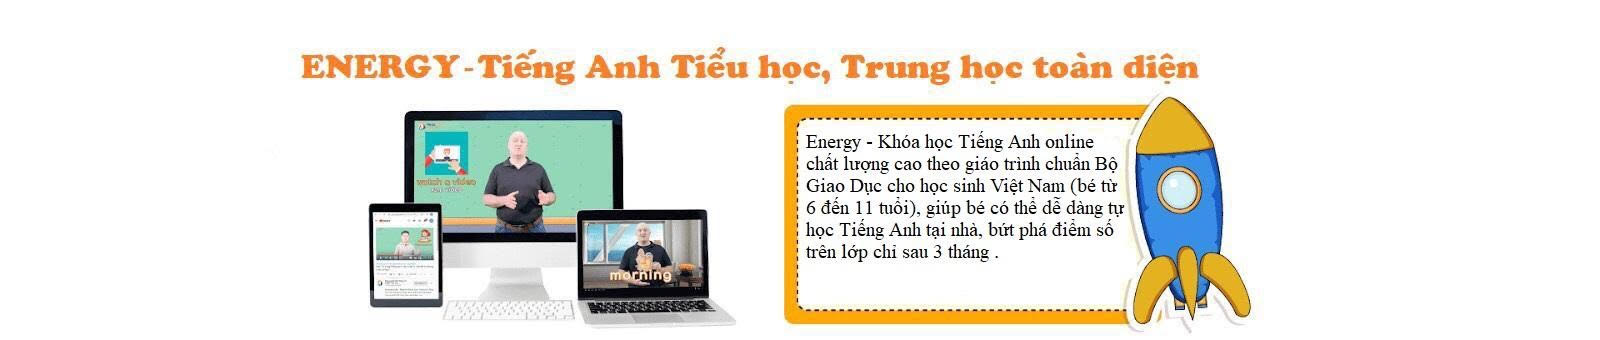 ENERGY-Tiếng Anh Tiểu học, Trung học toàn diện
watch a video
morning
Energy - Khóa học Tiếng Anh online
chất lượng cao theo giáo trình chuẩn Bộ
Giao Dục cho học sinh Việt Nam (bé từ
6 đến 11 tuổi), giúp bé có thể dễ dàng tự
học Tiếng Anh tại nhà, bứt phá điểm số
trên lớp chỉ sau 3 tháng .